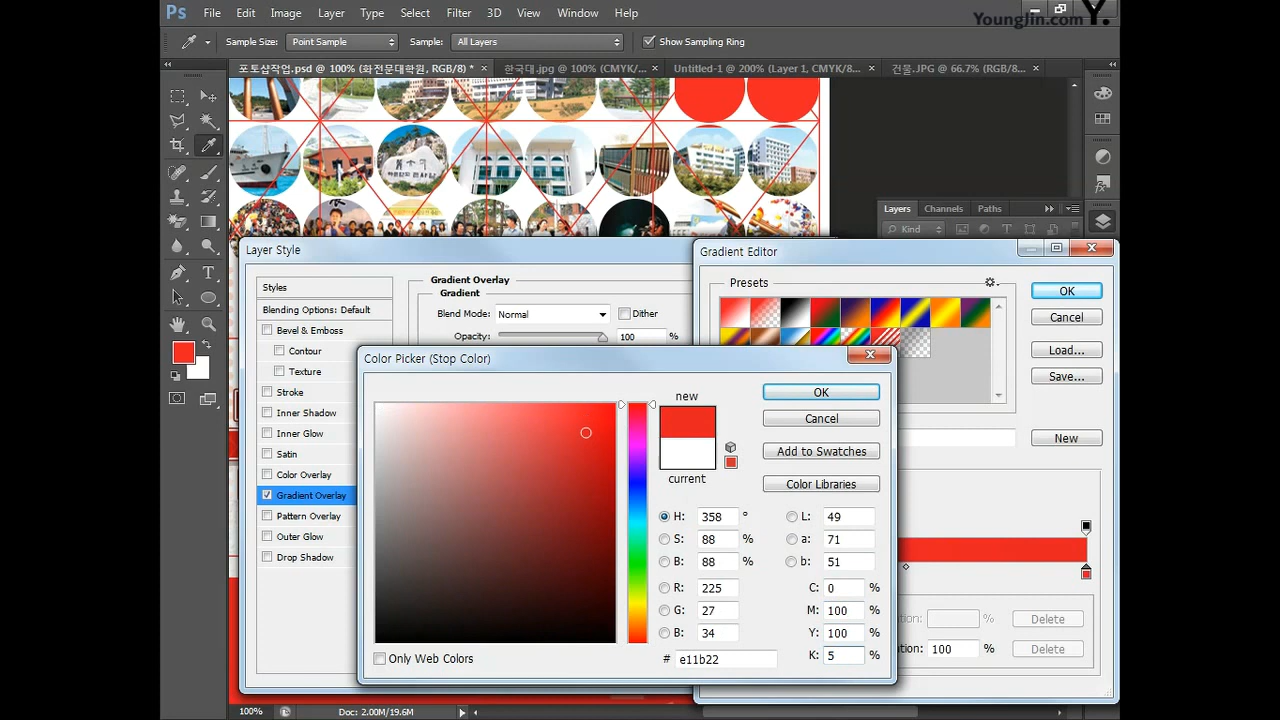 Ps File Edit Image Layer Type Select Filter 3D View Window Help
YoungJin.com Y.
Sample Size: Point Sample Sample: All Layers Show Sampling Ring
포토샵작업.psd @ 100% (화전문대학원, RGB/8) * × 한국대.jpg @ 100% (CMYK/... × Untitled-1 @ 200% (Layer 1, CMYK/8... × 건물.JPG @ 66.7% (RGB/8... ×
Layers Channels Paths
Kind
Layer Style
Styles
Blending Options: Default
Bevel & Emboss
Contour
Texture
Stroke
Inner Shadow
Inner Glow
Satin
Color Overlay
Gradient Overlay
Pattern Overlay
Outer Glow
Drop Shadow
Gradient Overlay
Gradient
Blend Mode: Normal Dither
Opacity: 100 %
Gradient Editor
Presets
OK
Cancel
Load...
Save...
New
Delete
100 % Delete
Color Picker (Stop Color)
new
current
OK
Cancel
Add to Swatches
Color Libraries
H: 358 ° L: 49
S: 88 % a: 71
B: 88 % b: 51
R: 225 C: 0 %
G: 27 M: 100 %
B: 34 Y: 100 %
# e11b22 K: 5 %
Only Web Colors
100% Doc: 2.00M/19.6M